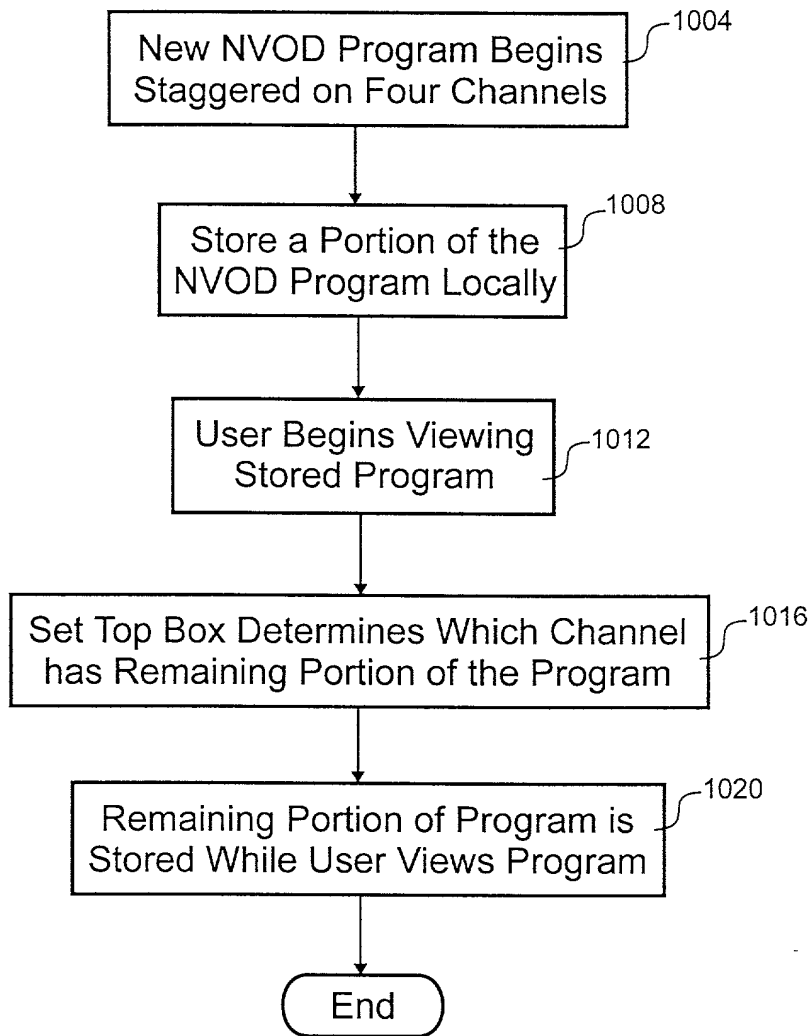 New NVOD Program Begins
Staggered on Four Channels
1004
Store a Portion of the
NVOD Program Locally
1008
User Begins Viewing
Stored Program
1012
Set Top Box Determines Which Channel
has Remaining Portion of the Program
1016
Remaining Portion of Program is
Stored While User Views Program
1020
End